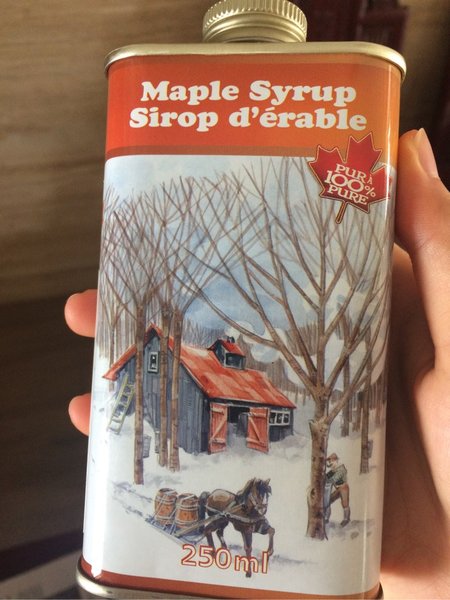 Maple Syrup
Sirop d'érable
PUR À
100%
PURE
250ml